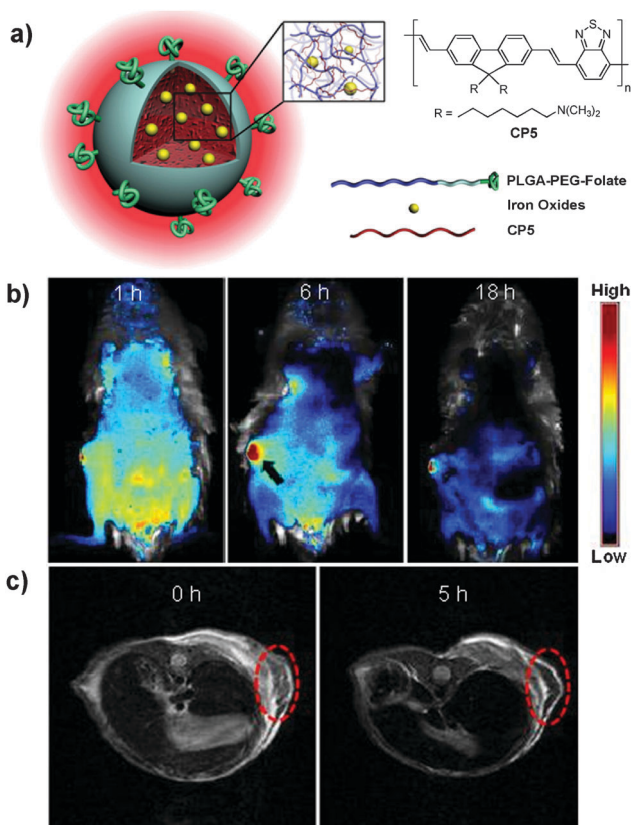 a)
S
N
N
n
R
R
R =
N(CH₃)₂
CP5
PLGA-PEG-Folate
Iron Oxides
CP5
b)
1 h
6 h
18 h
High
Low
c)
0 h
5 h